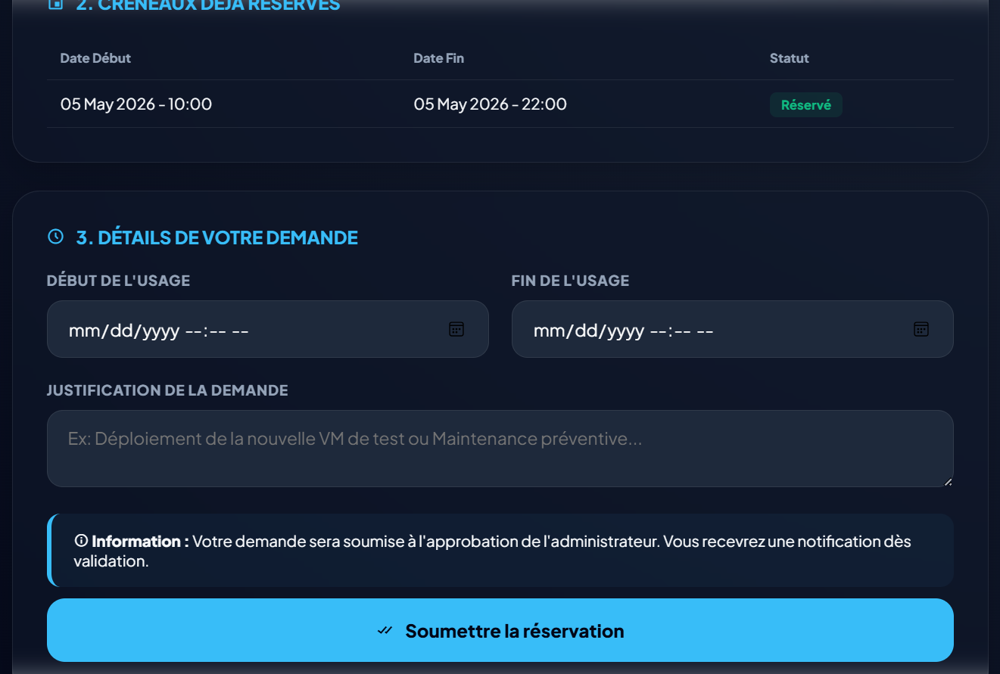 2. CRÉNEAUX DÉJÀ RÉSERVÉS
Date Début Date Fin Statut
05 May 2026 - 10:00 05 May 2026 - 22:00 Réservé
3. DÉTAILS DE VOTRE DEMANDE
DÉBUT DE L'USAGE FIN DE L'USAGE
mm/dd/yyyy --:-- -- mm/dd/yyyy --:-- --
JUSTIFICATION DE LA DEMANDE
Ex: Déploiement de la nouvelle VM de test ou Maintenance préventive...
Information : Votre demande sera soumise à l'approbation de l'administrateur. Vous recevrez une notification dès
validation.
Soumettre la réservation